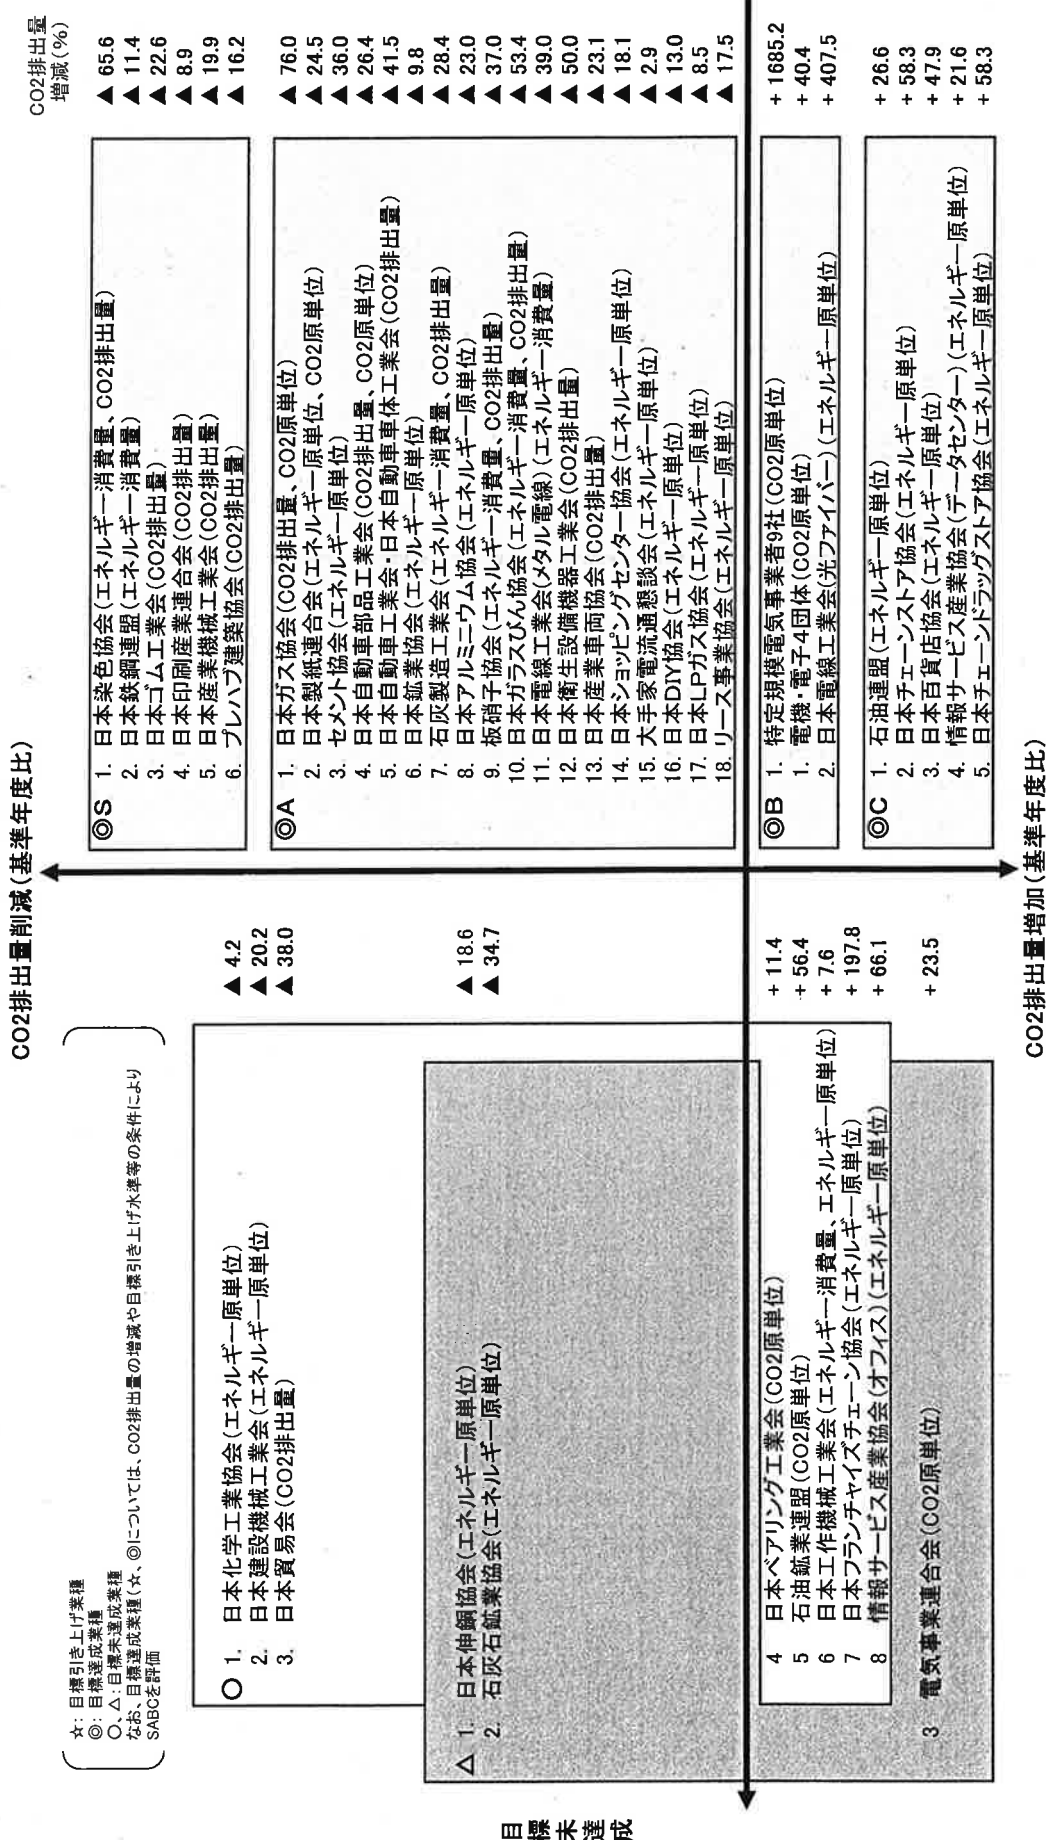 CO2排出量削減(基準年度比)
CO2排出量
増減(%)
☆:目標引き上げ業種
◎:目標達成業種
○、△:目標未達成業種
なお、目標達成業種(☆、◎)については、CO2排出量の増減や目標引き上げ水準等の条件により
SABCを評価
◎S 1. 日本染色協会(エネルギー消費量、CO2排出量) ▲ 65.6
2. 日本鉄鋼連盟(エネルギー消費量) ▲ 11.4
3. 日本ゴム工業会(CO2排出量) ▲ 22.6
4. 日本印刷産業連合会(CO2排出量) ▲ 8.9
5. 日本産業機械工業会(CO2排出量) ▲ 19.9
6. プレハブ建築協会(CO2排出量) ▲ 16.2
◎A 1. 日本ガス協会(CO2排出量、CO2原単位) ▲ 76.0
2. 日本製紙連合会(エネルギー原単位、CO2原単位) ▲ 24.5
3. セメント協会(エネルギー原単位) ▲ 36.0
4. 日本自動車部品工業会(CO2排出量、CO2原単位) ▲ 26.4
5. 日本自動車工業会・日本自動車車体工業会(CO2排出量) ▲ 41.5
6. 日本鉱業協会(エネルギー原単位) ▲ 9.8
7. 石灰製造工業会(エネルギー消費量、CO2排出量) ▲ 28.4
8. 日本アルミニウム協会(エネルギー原単位) ▲ 23.0
9. 板硝子協会(エネルギー消費量、CO2排出量) ▲ 37.0
10. 日本ガラスびん協会(エネルギー消費量、CO2排出量) ▲ 53.4
11. 日本電線工業会(メタル電線)(エネルギー消費量) ▲ 39.0
12. 日本衛生設備機器工業会(CO2排出量) ▲ 50.0
13. 日本産業車両協会(CO2排出量) ▲ 23.1
14. 日本ショッピングセンター協会(エネルギー原単位) ▲ 18.1
15. 大手家電流通懇談会(エネルギー原単位) ▲ 2.9
16. 日本DIY協会(エネルギー原単位) ▲ 13.0
17. 日本LPガス協会(エネルギー原単位) ▲ 8.5
18. リース事業協会(エネルギー原単位) ▲ 17.5
○ 1. 日本化学工業協会(エネルギー原単位) ▲ 4.2
2. 日本建設機械工業会(エネルギー原単位) ▲ 20.2
3. 日本貿易会(CO2排出量) ▲ 38.0
△ 1. 日本伸銅協会(エネルギー原単位) ▲ 18.6
2. 石灰石鉱業協会(エネルギー原単位) ▲ 34.7
目標未達成
◎B 1. 特定規模電気事業者9社(CO2原単位) + 1685.2
1. 電機・電子4団体(CO2原単位) + 40.4
2. 日本電線工業会(光ファイバー)(エネルギー原単位) + 407.5
◎C 1. 石油連盟(エネルギー原単位) + 26.6
2. 日本チェーンストア協会(エネルギー原単位) + 58.3
3. 日本百貨店協会(エネルギー原単位) + 47.9
4. 情報サービス産業協会(データセンター)(エネルギー原単位) + 21.6
5. 日本チェーンドラッグストア協会(エネルギー原単位) + 58.3
4 日本ベアリング工業会(CO2原単位) + 11.4
5 石油鉱業連盟(CO2原単位) + 56.4
6 日本工作機械工業会(エネルギー消費量、エネルギー原単位) + 7.6
7 日本フランチャイズチェーン協会(エネルギー原単位) + 197.8
8 情報サービス産業協会(オフィス)(エネルギー原単位) + 66.1
3 電気事業連合会(CO2原単位) + 23.5
CO2排出量増加(基準年度比)